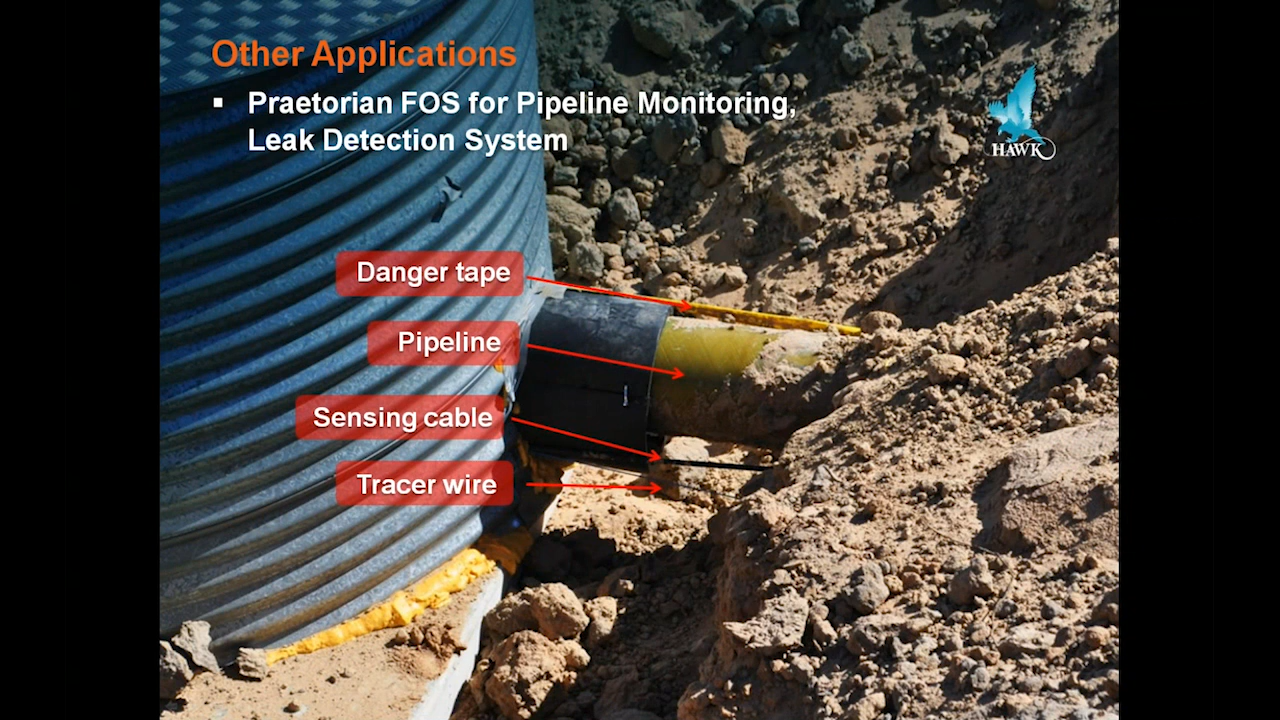 Other Applications
▪ Praetorian FOS for Pipeline Monitoring,
Leak Detection System
HAWK
Danger tape
Pipeline
Sensing cable
Tracer wire